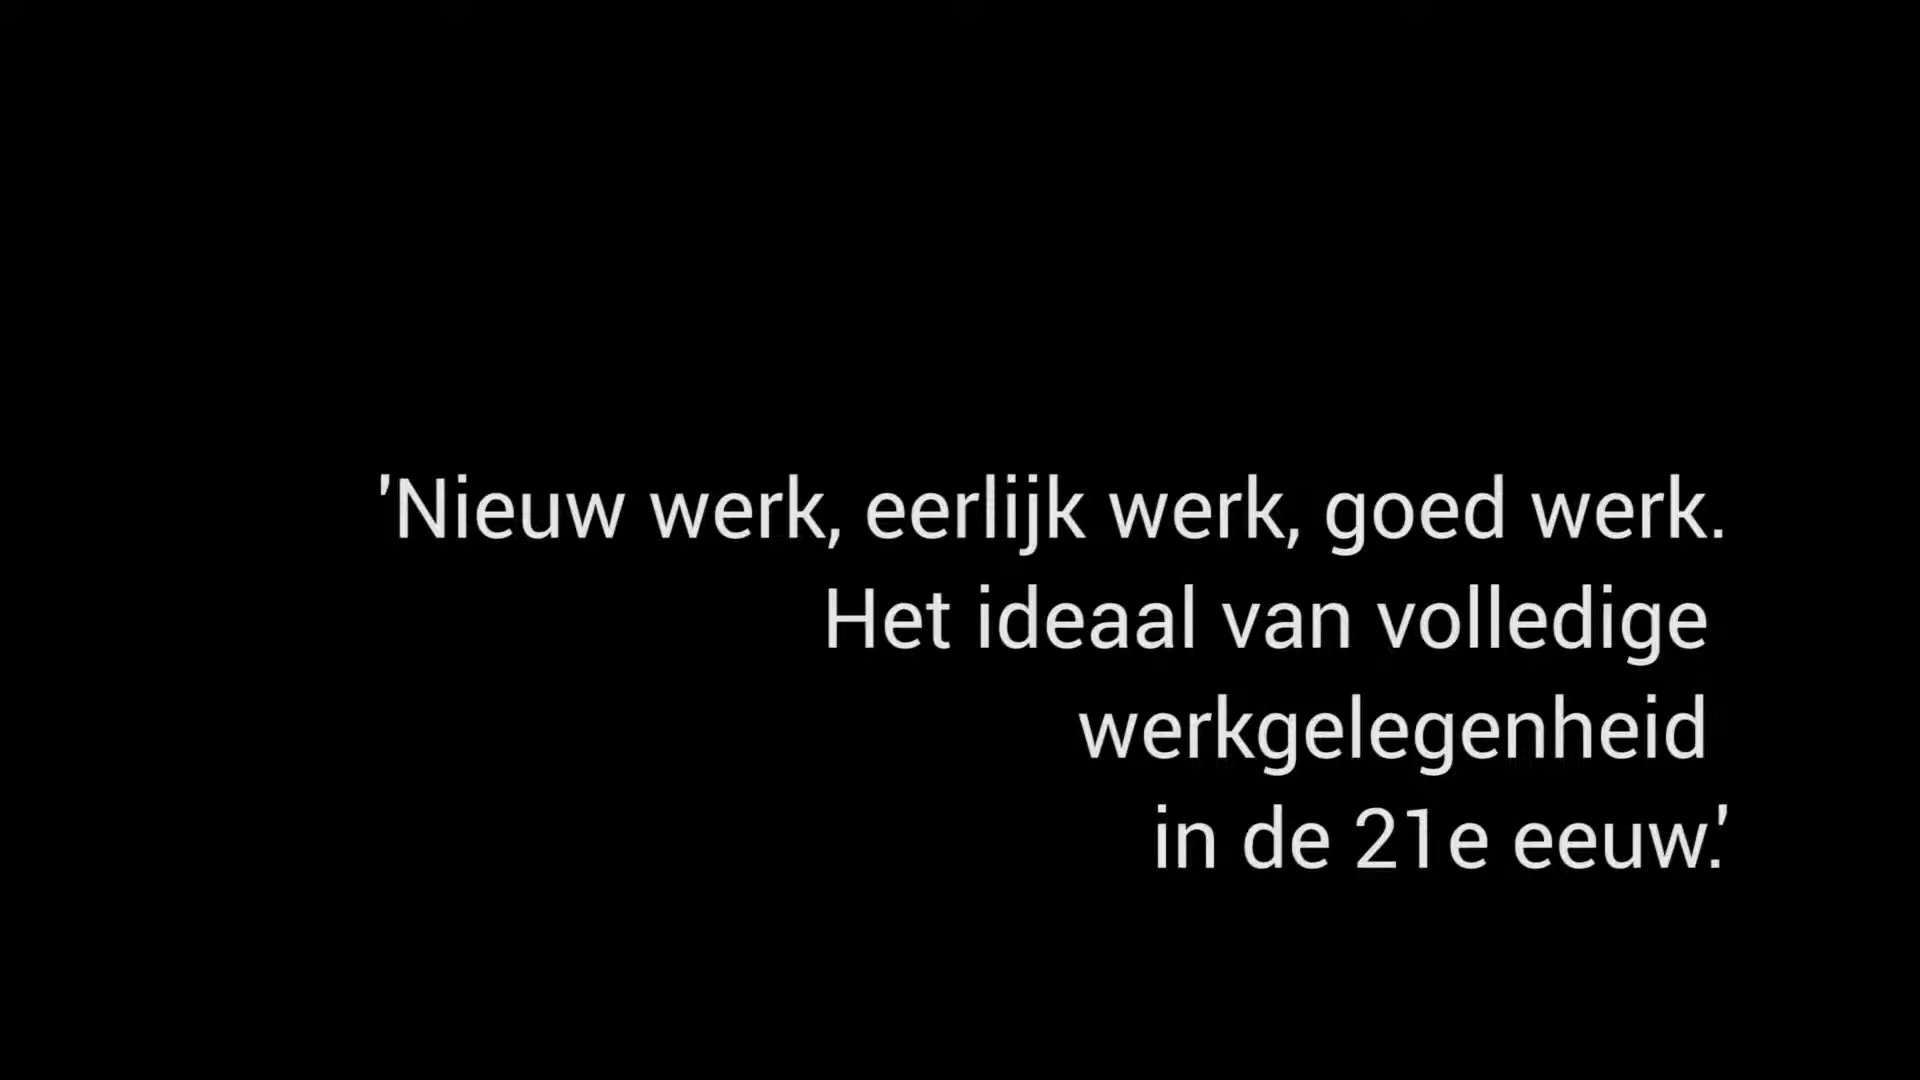 'Nieuw werk, eerlijk werk, goed werk.
Het ideaal van volledige
werkgelegenheid
in de 21e eeuw.'